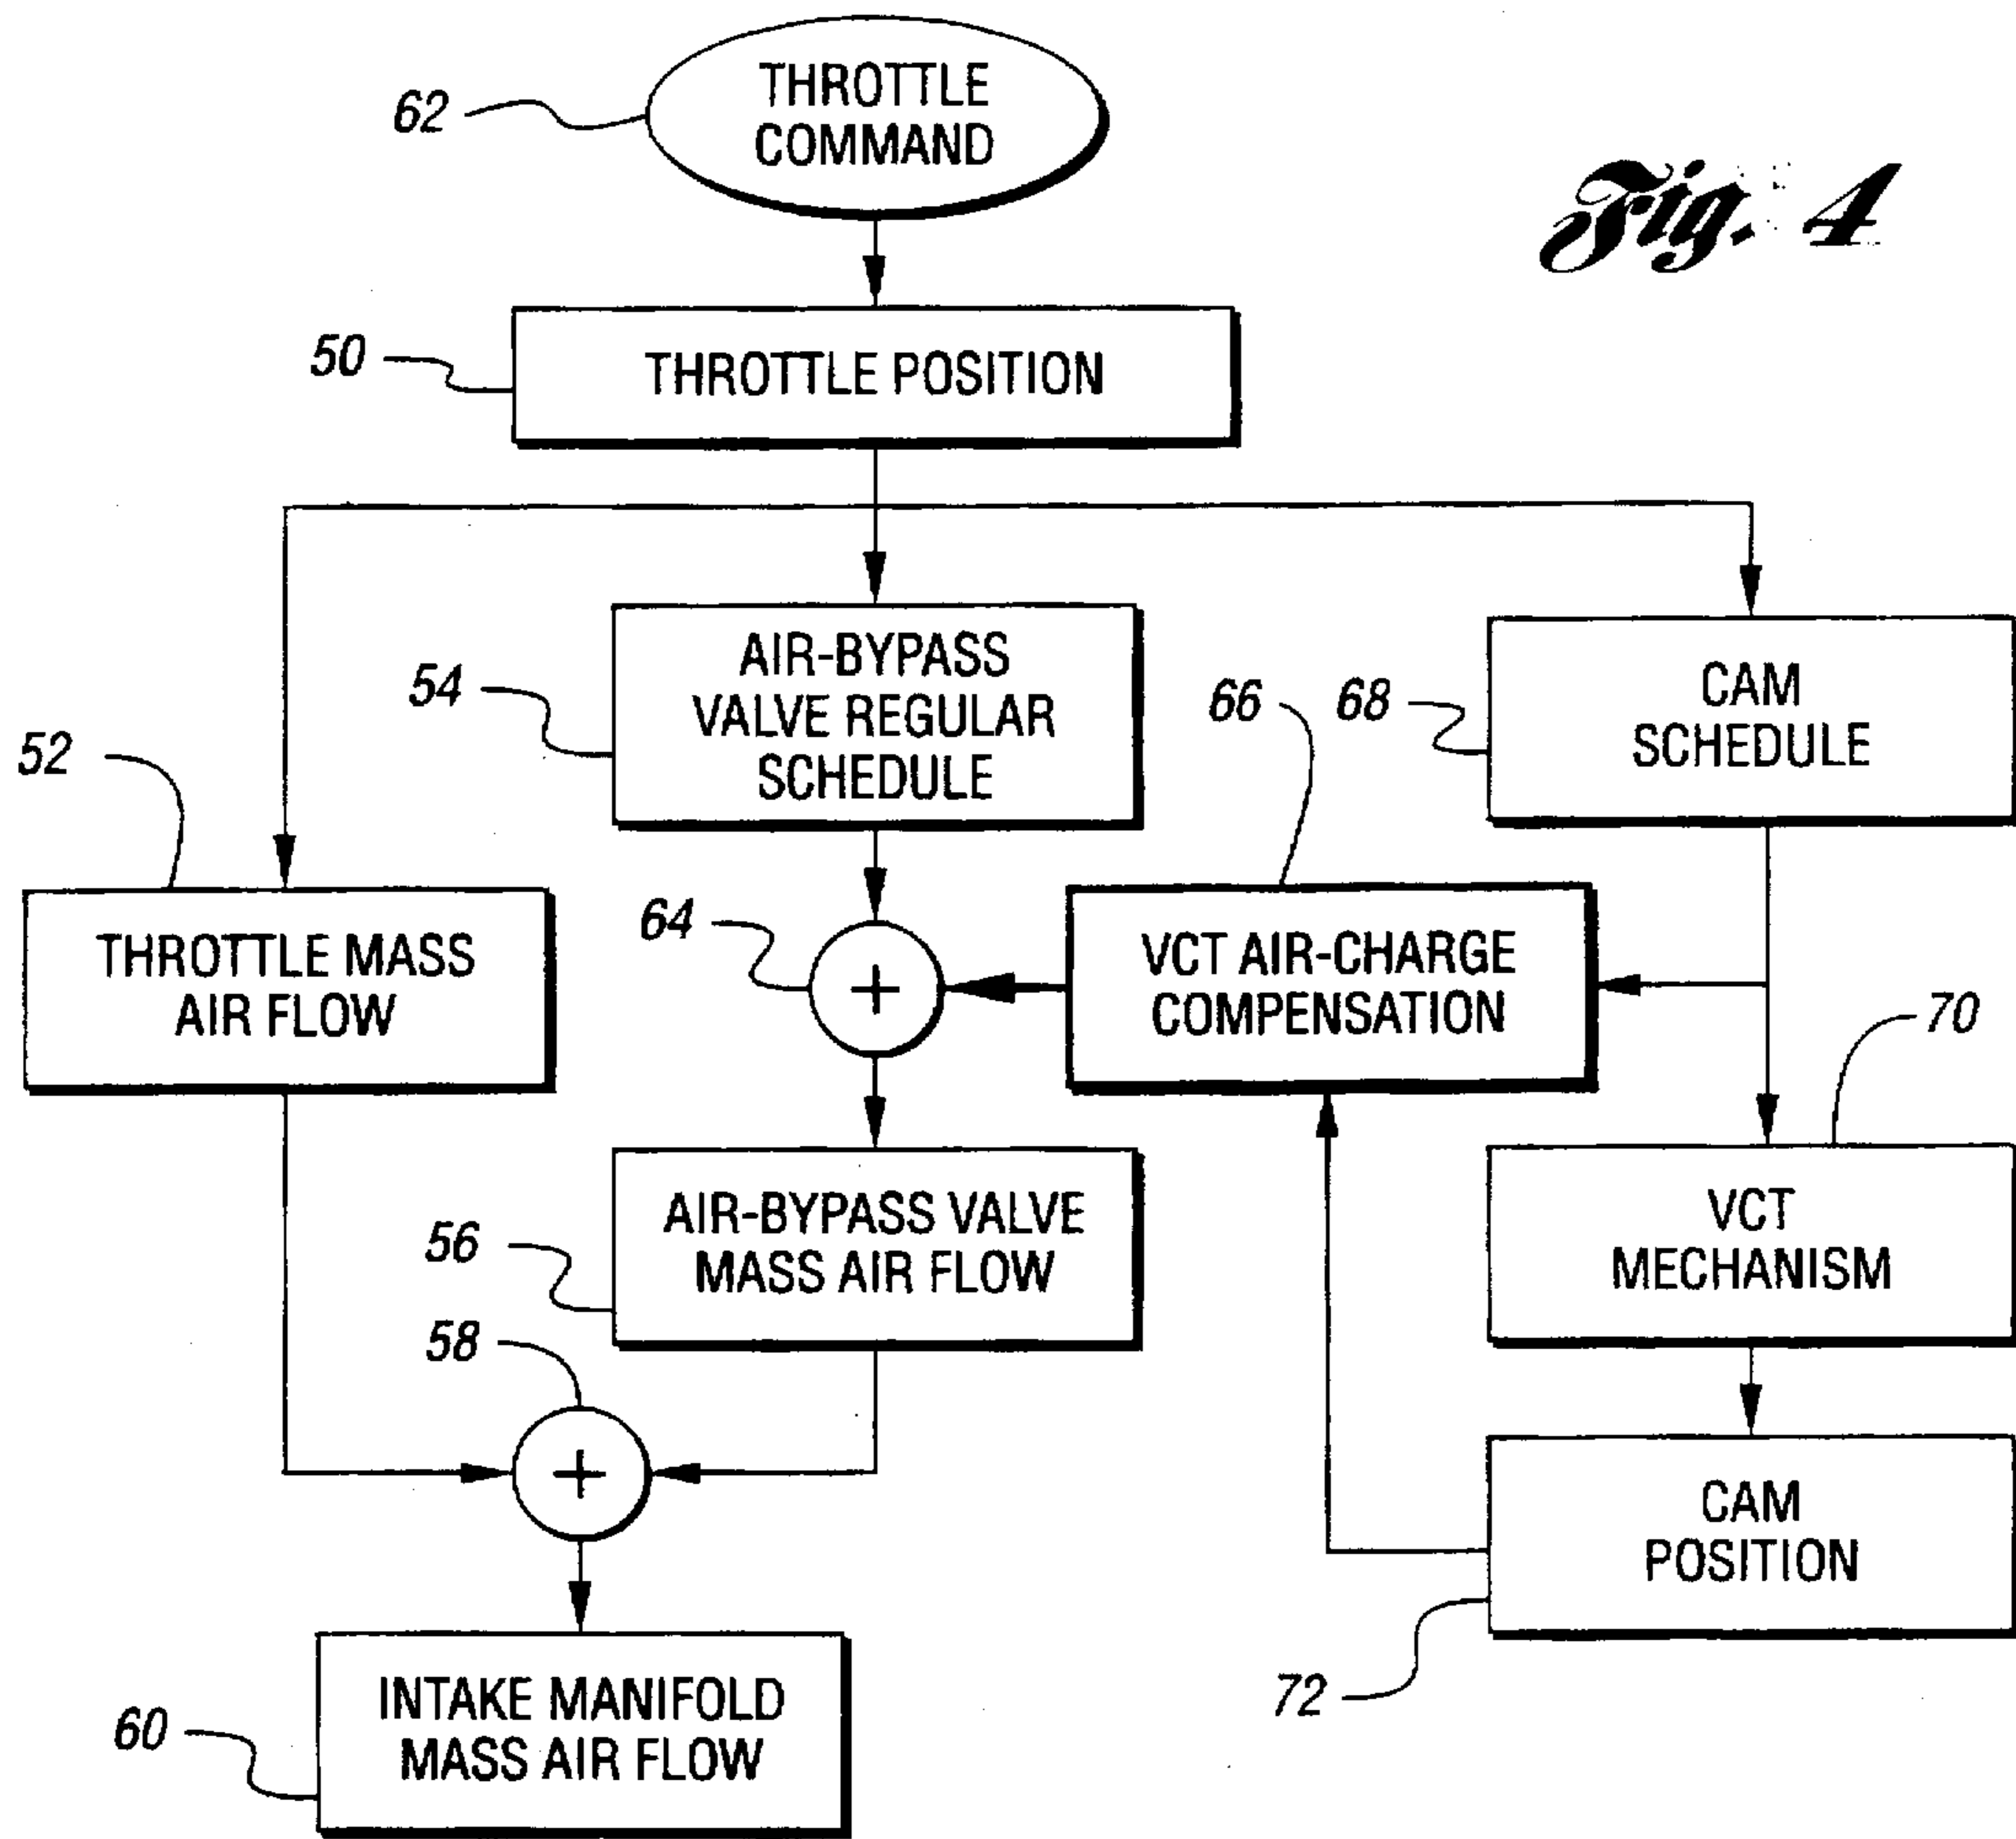 THROTTLE
COMMAND
62
Fig. 4
50
THROTTLE POSITION
54
AIR-BYPASS
VALVE REGULAR
SCHEDULE
66
68
CAM
SCHEDULE
52
THROTTLE MASS
AIR FLOW
64
+
VCT AIR-CHARGE
COMPENSATION
70
56
AIR-BYPASS VALVE
MASS AIR FLOW
VCT
MECHANISM
58
+
CAM
POSITION
72
60
INTAKE MANIFOLD
MASS AIR FLOW